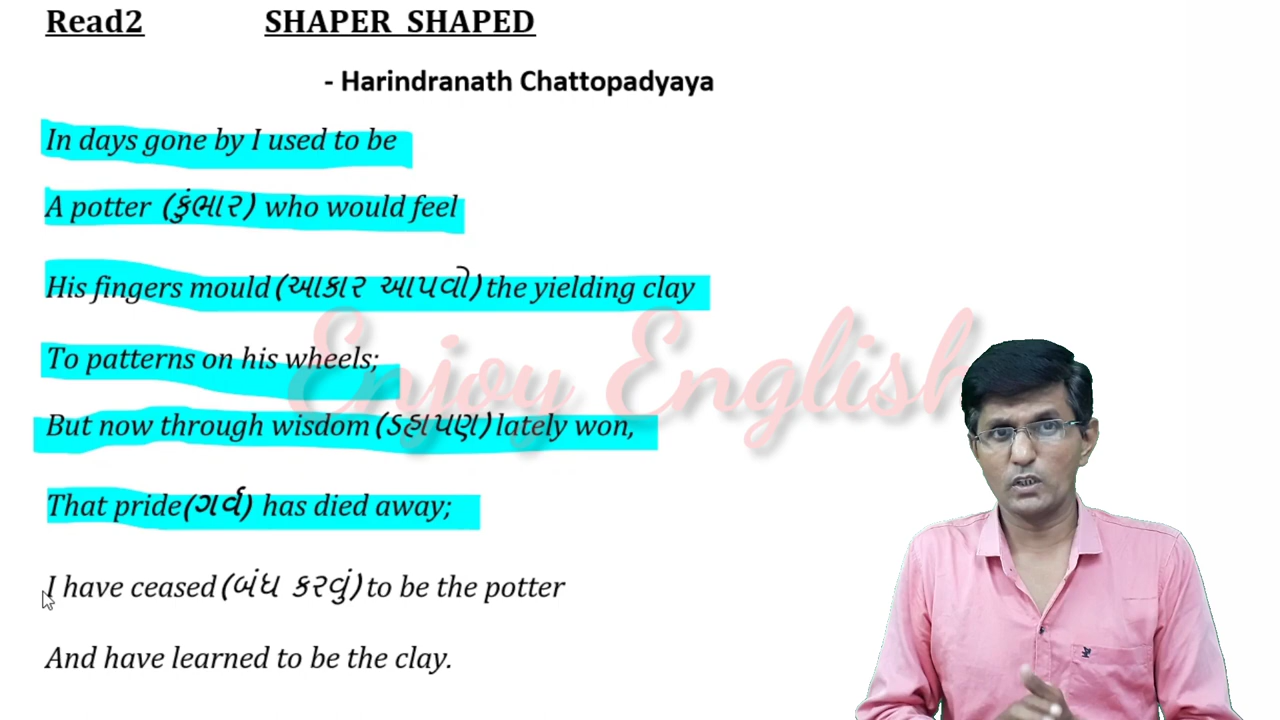 Read2 SHAPER SHAPED
- Harindranath Chattopadyaya
In days gone by I used to be
A potter (કુંભાર) who would feel
His fingers mould (આકાર આપવો) the yielding clay
To patterns on his wheels;
Enjoy English
But now through wisdom (ડહાપણ) lately won,
That pride(ગર્વ) has died away;
I have ceased (બંધ કરવું) to be the potter
And have learned to be the clay.